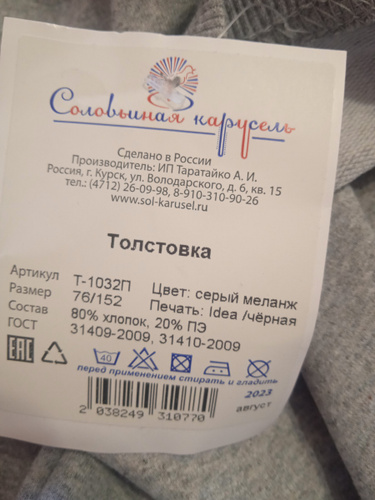 Соловьиная карусель
Сделано в России
Производитель: ИП Таратайко А. И.
Россия, г. Курск, ул. Володарского, д. 6, кв. 15
тел.: (4712) 26-09-98, 8-910-310-90-26
www.sol-karusel.ru
Толстовка
Артикул Т-1032П Цвет: серый меланж
Размер 76/152 Печать: Idea /чёрная
Состав 80% хлопок, 20% ПЭ
ГОСТ 31409-2009, 31410-2009
EAC 40
перед применением стирать и гладить
2 038249 310770
2023
август